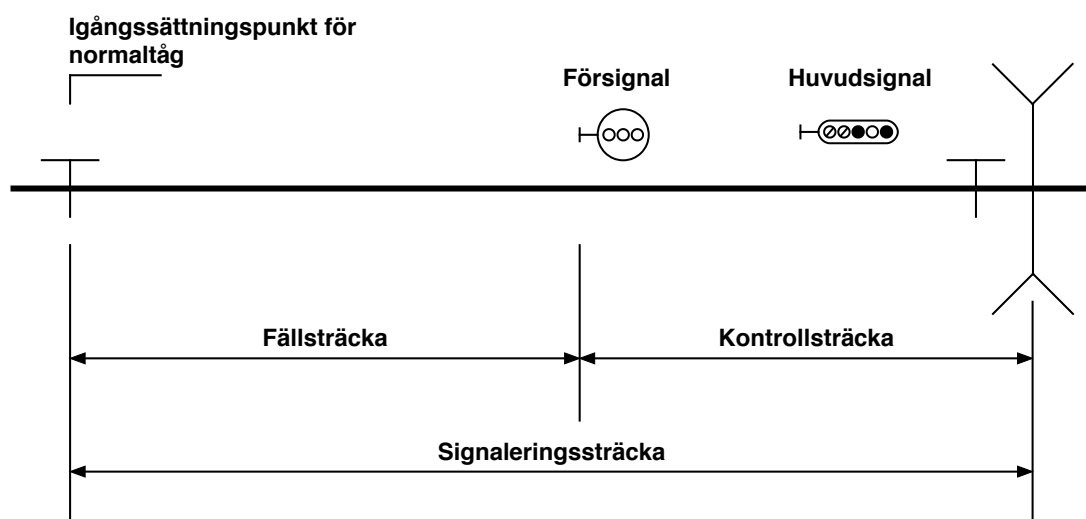 Igångssättningspunkt för
normaltåg
Försignal
Huvudsignal
Fällsträcka
Kontrollsträcka
Signaleringssträcka